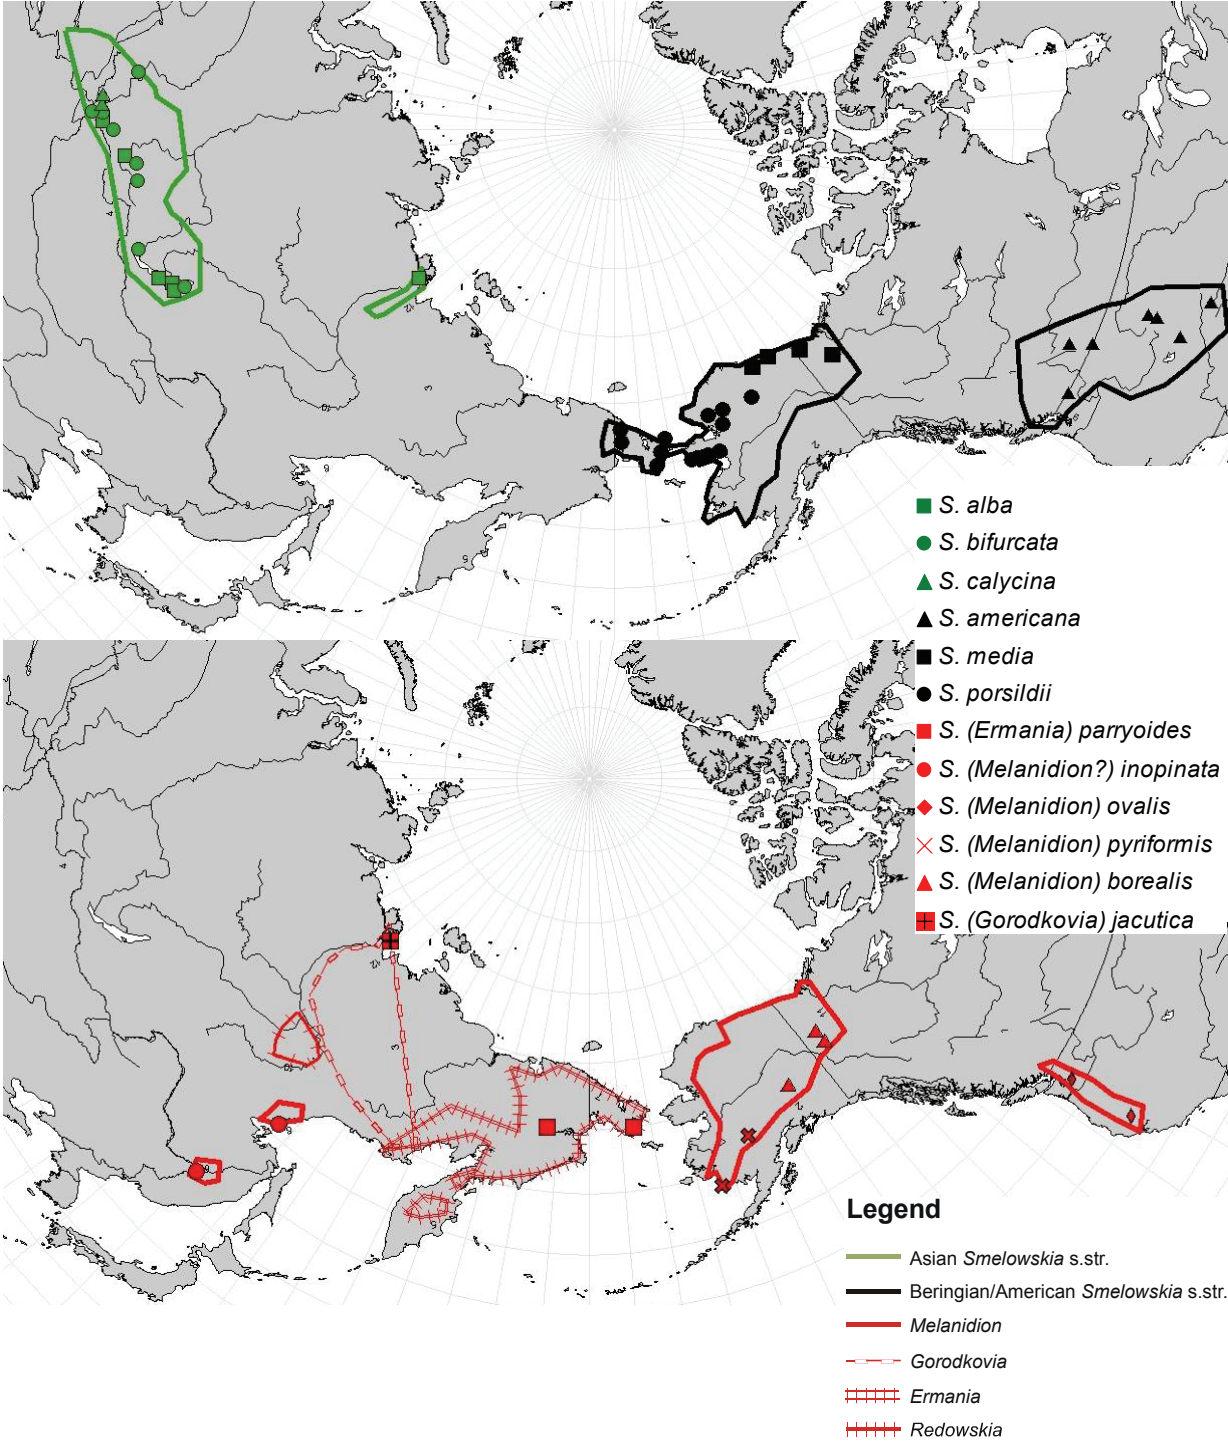 S. alba
S. bifurcata
S. calycina
S. americana
S. media
S. porsildii
S. (Ermania) parryoides
S. (Melanidion?) inopinata
S. (Melanidion) ovalis
S. (Melanidion) pyriformis
S. (Melanidion) borealis
S. (Gorodkovia) jacutica
Legend
Asian Smelowskia s.str.
Beringian/American Smelowskia s.str.
Melanidion
Gorodkovia
Ermania
Redowskia